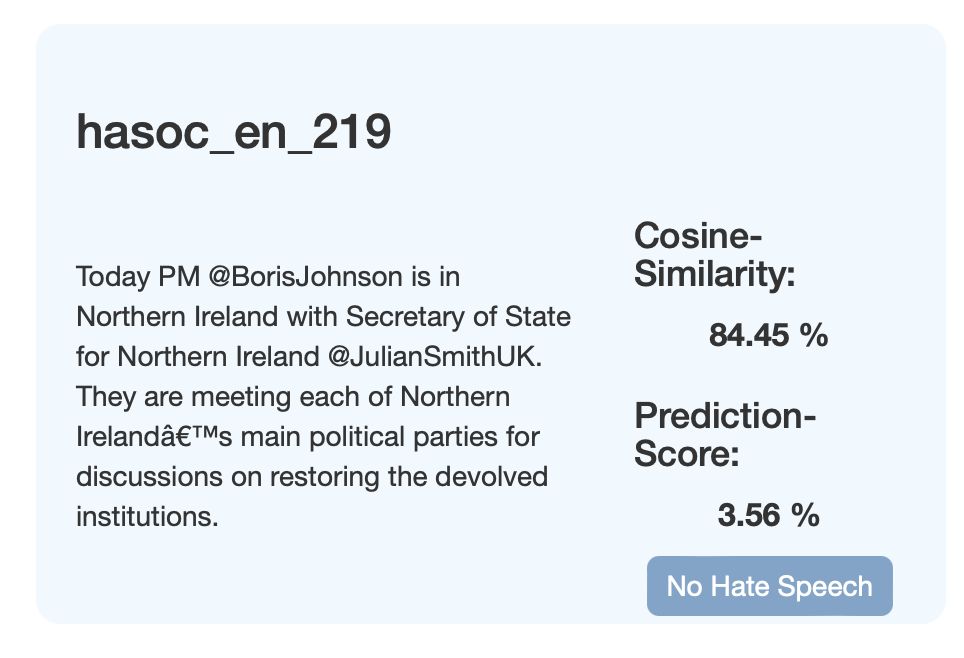 hasoc_en_219
Today PM @BorisJohnson is in
Northern Ireland with Secretary of State
for Northern Ireland @JulianSmithUK.
They are meeting each of Northern
Irelandâ€™s main political parties for
discussions on restoring the devolved
institutions.
Cosine-
Similarity:
84.45 %
Prediction-
Score:
3.56 %
No Hate Speech